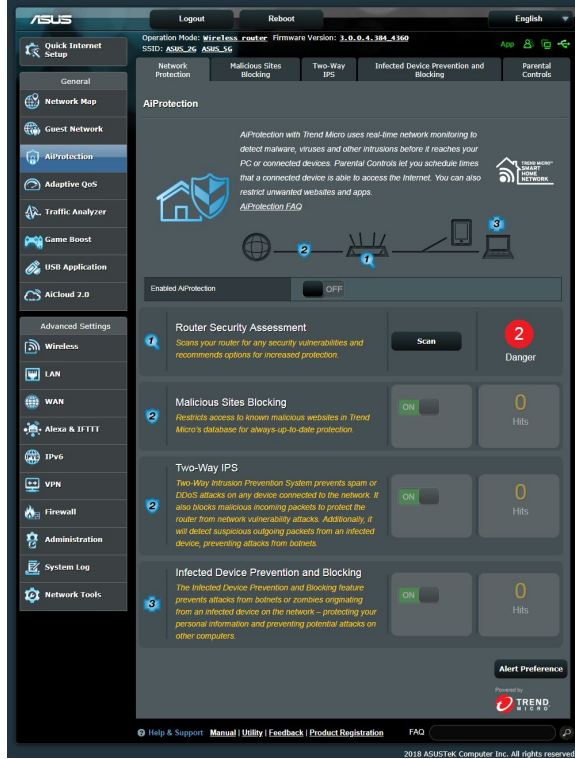 ASUS
Logout
Reboot
English
Quick Internet
Setup
Operation Mode: Wireless router Firmware Version: 3.0.0.4.384_4360
SSID: ASUS_2G ASUS_5G
App
General
Network Map
Guest Network
AiProtection
Adaptive QoS
Traffic Analyzer
Game Boost
USB Application
AiCloud 2.0
Advanced Settings
Wireless
LAN
WAN
Alexa & IFTTT
IPv6
VPN
Firewall
Administration
System Log
Network Tools
Network
Protection
Malicious Sites
Blocking
Two-Way
IPS
Infected Device Prevention and
Blocking
Parental
Controls
AiProtection
AiProtection with Trend Micro uses real-time network monitoring to
detect malware, viruses and other intrusions before it reaches your
PC or connected devices. Parental Controls let you schedule times
that a connected device is able to access the Internet. You can also
restrict unwanted websites and apps.
AiProtection FAQ
TREND MICRO™
SMART
HOME
NETWORK
2
1
3
Enabled AiProtection
OFF
1
Router Security Assessment
Scans your router for any security vulnerabilities and
recommends options for increased protection.
Scan
2
Danger
2
Malicious Sites Blocking
Restricts access to known malicious websites in Trend
Micro's database for always-up-to-date protection.
ON
0
Hits
2
Two-Way IPS
Two-Way Intrusion Prevention System prevents spam or
DDoS attacks on any device connected to the network. It
also blocks malicious incoming packets to protect the
router from network vulnerability attacks. Additionally, it
will detect suspicious outgoing packets from an infected
device, preventing attacks from botnets.
ON
0
Hits
3
Infected Device Prevention and Blocking
The Infected Device Prevention and Blocking feature
prevents attacks from botnets or zombies originating
from an infected device on the network – protecting your
personal information and preventing potential attacks on
other computers.
ON
0
Hits
Alert Preference
Powered by
TREND
MICRO
Help & Support Manual | Utility | Feedback | Product Registration FAQ
2018 ASUSTeK Computer Inc. All rights reserved